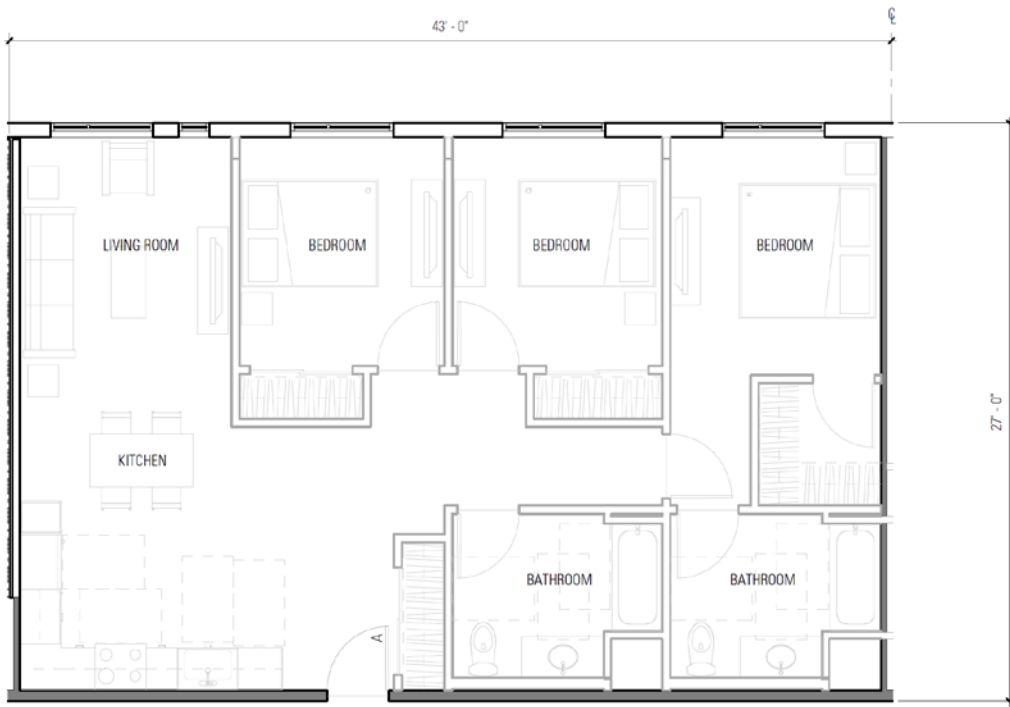 43' - 0"
℄
LIVING ROOM
BEDROOM
BEDROOM
BEDROOM
27' - 0"
KITCHEN
BATHROOM
BATHROOM
A